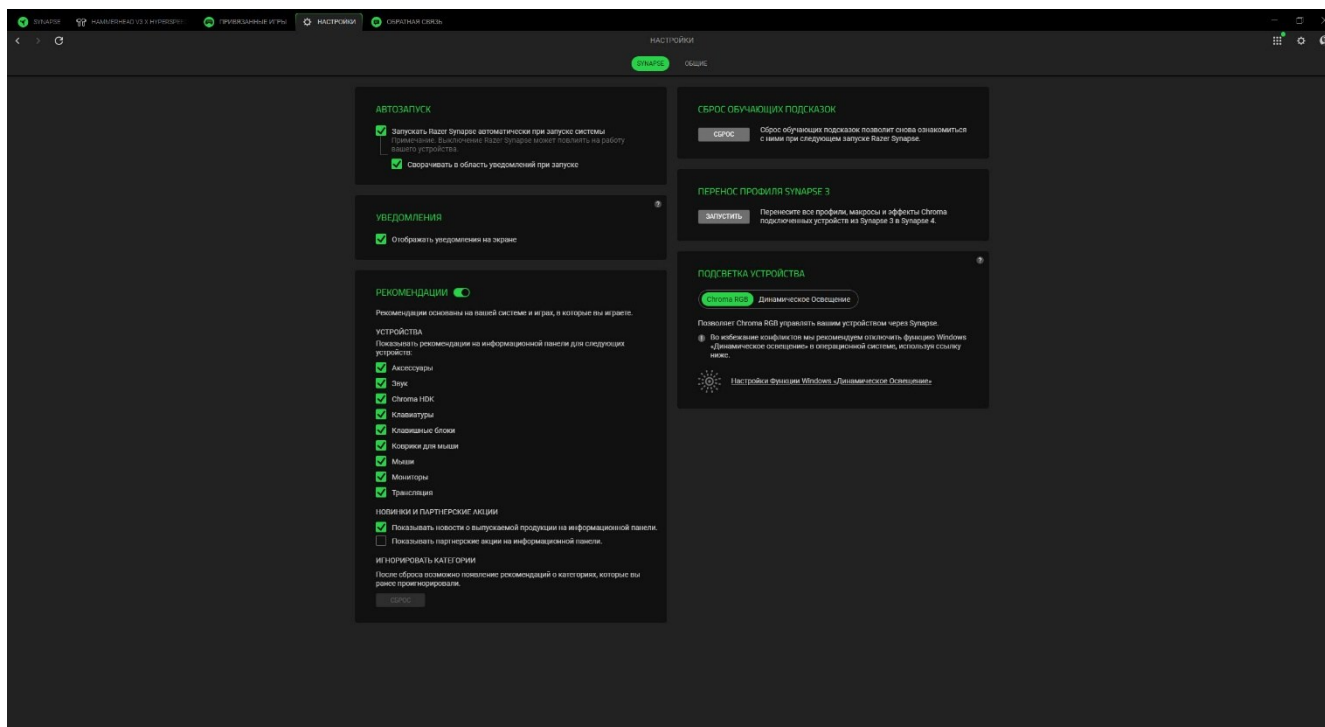 SYNAPSE
HAMMERHEAD V3 X HYPERSPEE
ПРИВЯЗАННЫЕ ИГРЫ
НАСТРОЙКИ
ОБРАТНАЯ СВЯЗЬ
НАСТРОЙКИ
SYNAPSE
ОБЩИЕ
АВТОЗАПУСК
Запускать Razer Synapse автоматически при запуске системы
Примечание. Выключение Razer Synapse может повлиять на работу
вашего устройства.
Сворачивать в область уведомлений при запуске
УВЕДОМЛЕНИЯ
Отображать уведомления на экране
РЕКОМЕНДАЦИИ
Рекомендации основаны на вашей системе и играх, в которые вы играете.
УСТРОЙСТВА
Показывать рекомендации на информационной панели для следующих
устройств:
Аксессуары
Звук
Chroma HDK
Клавиатуры
Клавишные блоки
Коврики для мыши
Мыши
Мониторы
Трансляция
НОВИНКИ И ПАРТНЕРСКИЕ АКЦИИ
Показывать новости о выпускаемой продукции на информационной панели.
Показывать партнерские акции на информационной панели.
ИГНОРИРОВАТЬ КАТЕГОРИИ
После сброса возможно появление рекомендаций о категориях, которые вы
ранее проигнорировали.
СБРОС
СБРОС ОБУЧАЮЩИХ ПОДСКАЗОК
СБРОС
Сброс обучающих подсказок позволит снова ознакомиться
с ними при следующем запуске Razer Synapse.
ПЕРЕНОС ПРОФИЛЯ SYNAPSE 3
ЗАПУСТИТЬ
Перенесите все профили, макросы и эффекты Chroma
подключенных устройств из Synapse 3 в Synapse 4.
ПОДСВЕТКА УСТРОЙСТВА
Chroma RGB
Динамическое Освещение
Позволяет Chroma RGB управлять вашим устройством через Synapse.
Во избежание конфликтов мы рекомендуем отключить функцию Windows
«Динамическое освещение» в операционной системе, используя ссылку
ниже.
Настройки Функции Windows «Динамическое Освещение»